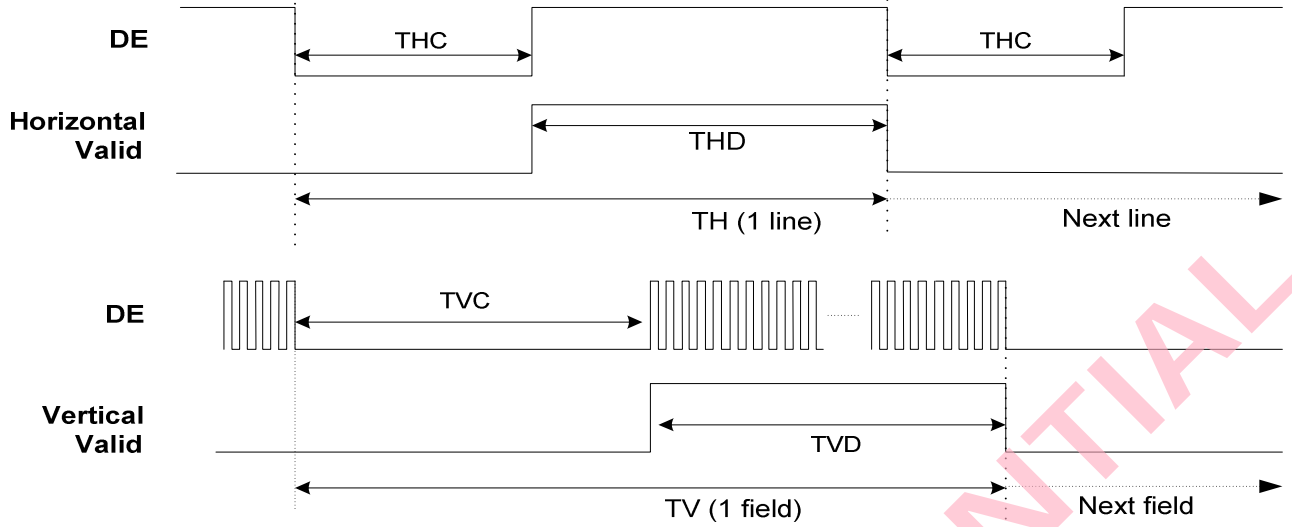 DE
THC
THC
Horizontal
Valid
THD
TH (1 line)
Next line
DE
TVC
Vertical
Valid
TVD
TV (1 field)
Next field
NTIAL